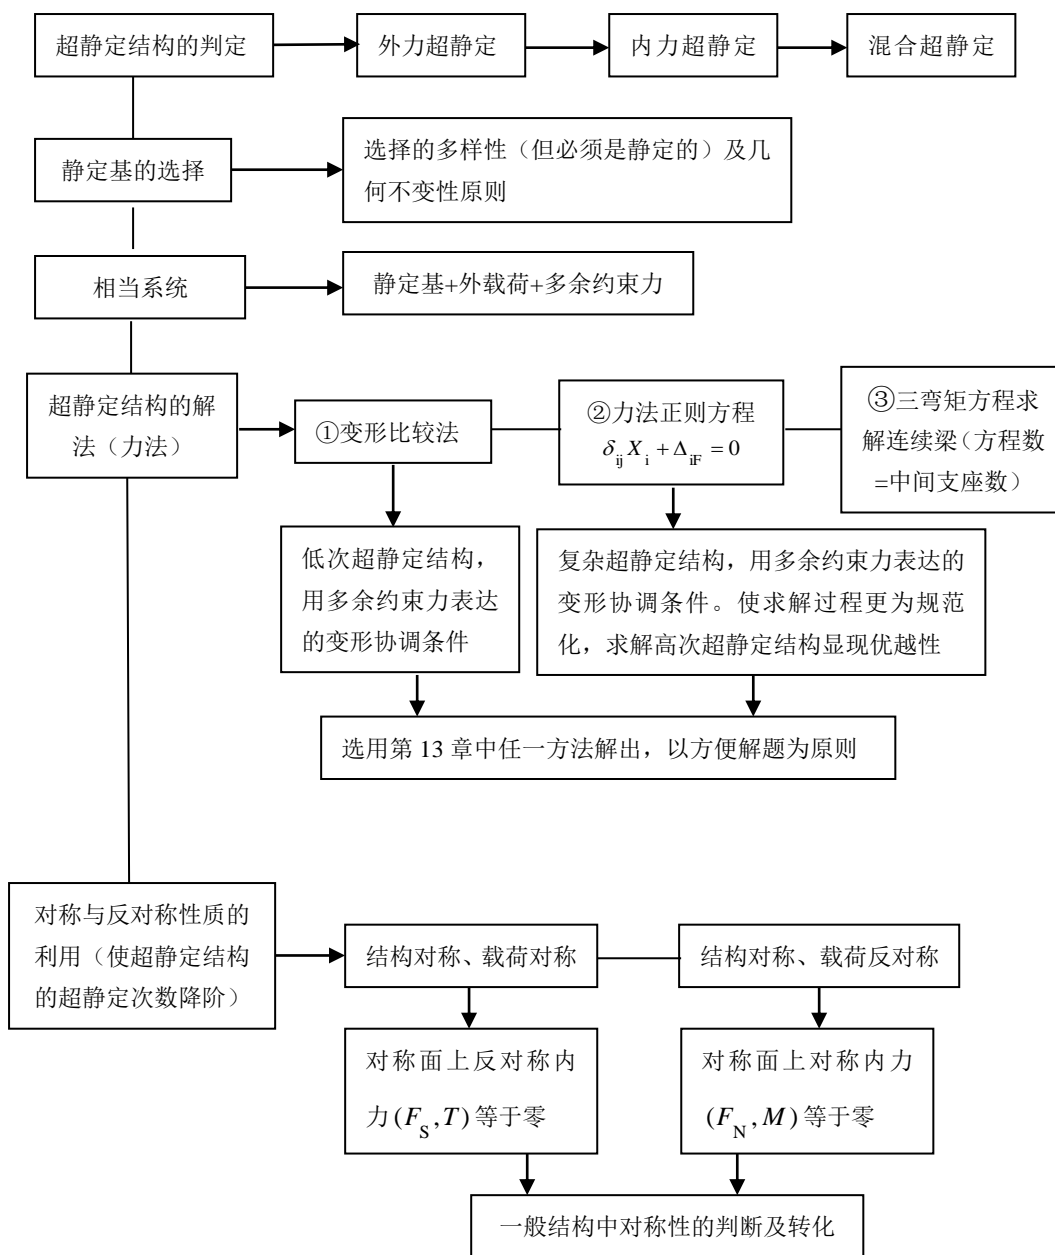 超静定结构的判定
外力超静定
内力超静定
混合超静定
静定基的选择
选择的多样性（但必须是静定的）及几
何不变性原则
相当系统
静定基+外载荷+多余约束力
超静定结构的解
法（力法）
①变形比较法
②力法正则方程
δ_ij X_i + Δ_iF = 0
③三弯矩方程求
解连续梁（方程数
=中间支座数）
低次超静定结构，
用多余约束力表达
的变形协调条件
复杂超静定结构，用多余约束力表达的
变形协调条件。使求解过程更为规范
化，求解高次超静定结构显现优越性
选用第 13 章中任一方法解出，以方便解题为原则
对称与反对称性质的
利用（使超静定结构
的超静定次数降阶）
结构对称、载荷对称
结构对称、载荷反对称
对称面上反对称内
力(F_S,T)等于零
对称面上对称内力
(F_N,M)等于零
一般结构中对称性的判断及转化